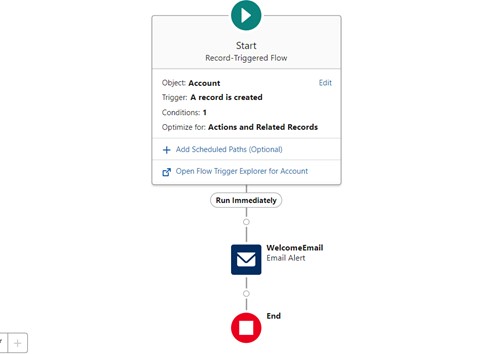 Start
Record-Triggered Flow
Object: Account Edit
Trigger: A record is created
Conditions: 1
Optimize for: Actions and Related Records
+ Add Scheduled Paths (Optional)
Open Flow Trigger Explorer for Account
Run Immediately
WelcomeEmail
Email Alert
End